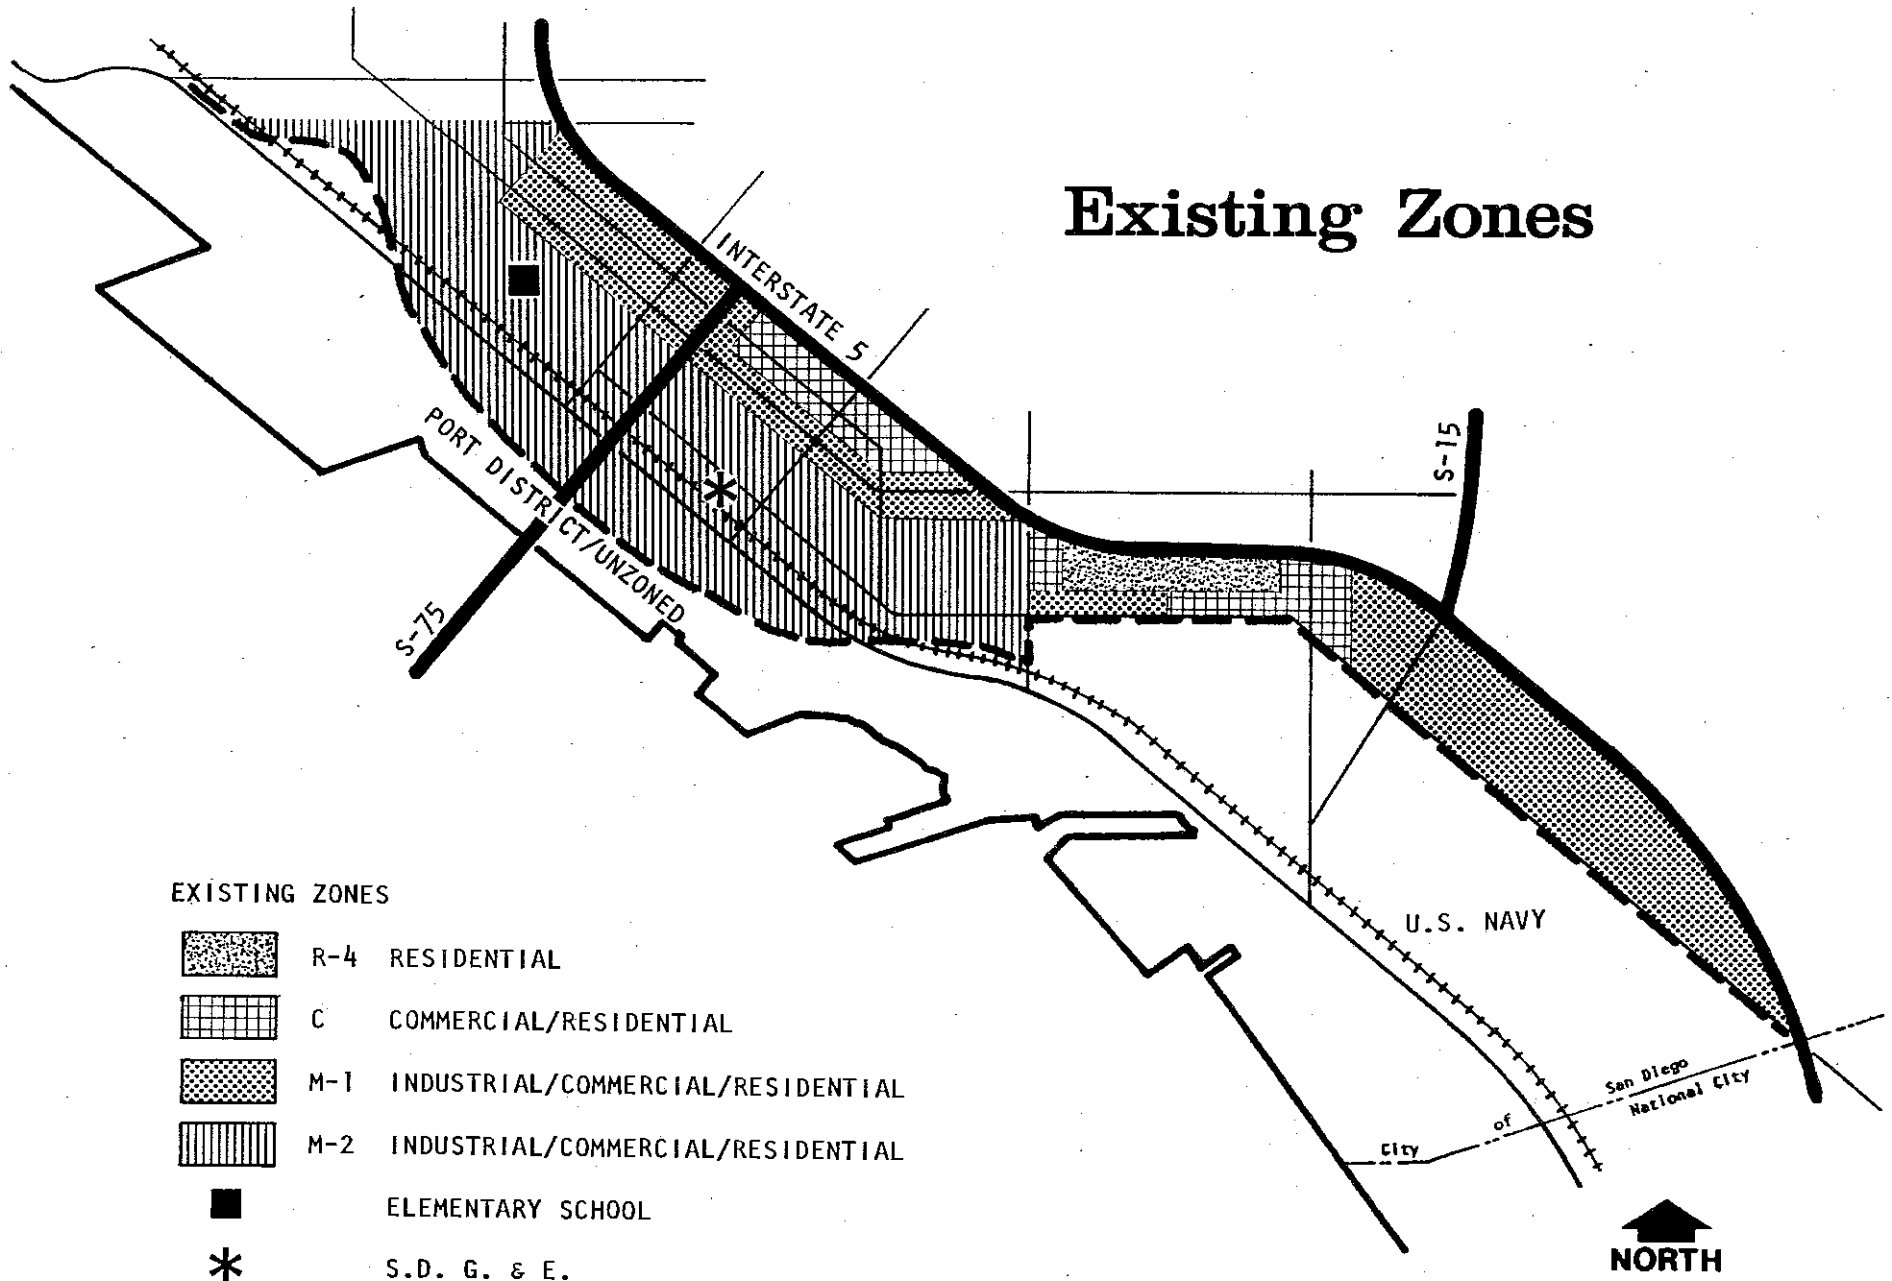 Existing Zones
INTERSTATE 5
S-15
PORT DISTRICT/UNZONED
S-75
U.S. NAVY
San Diego
National City
City of
EXISTING ZONES
R-4 RESIDENTIAL
C COMMERCIAL/RESIDENTIAL
M-1 INDUSTRIAL/COMMERCIAL/RESIDENTIAL
M-2 INDUSTRIAL/COMMERCIAL/RESIDENTIAL
ELEMENTARY SCHOOL
S.D. G. & E.
NORTH